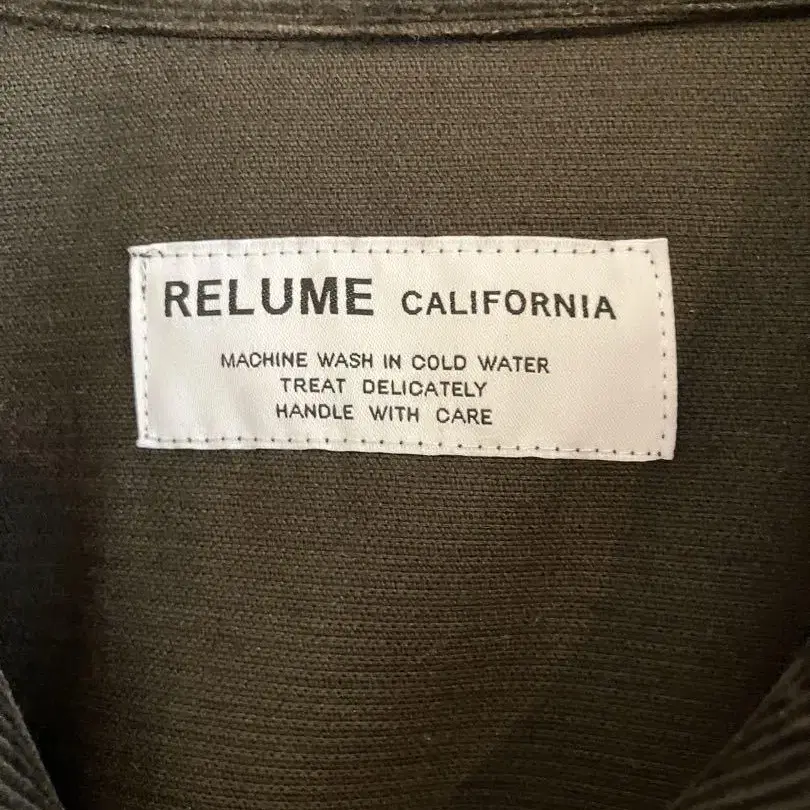 RELUME CALIFORNIA
MACHINE WASH IN COLD WATER
TREAT DELICATELY
HANDLE WITH CARE